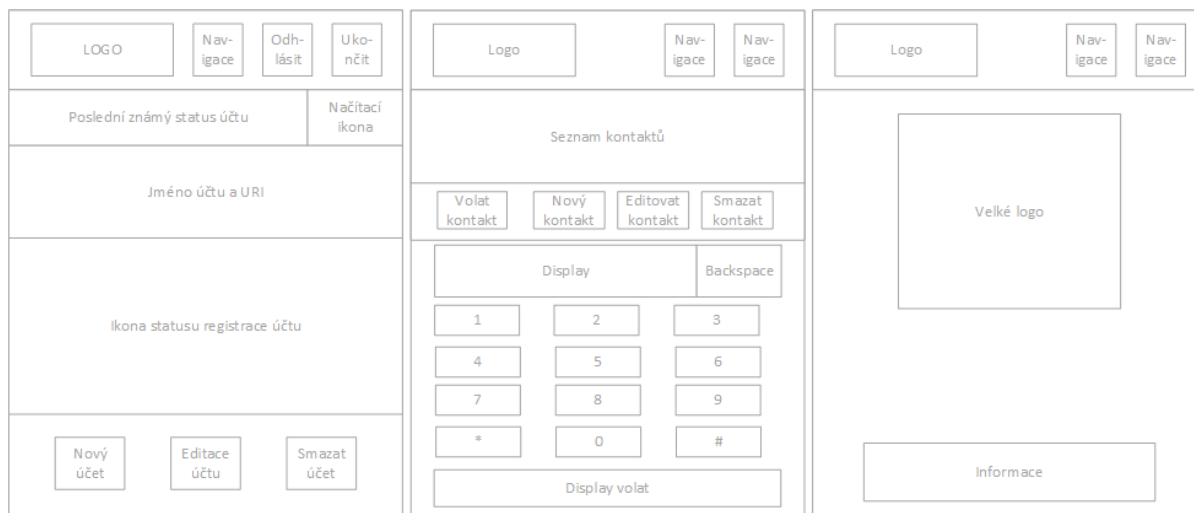 LOGO
Nav-
igace
Odh-
lásit
Uko-
nčit
Poslední známý status účtu
Načítací
ikona
Jméno účtu a URI
Ikona statusu registrace účtu
Nový
účet
Editace
účtu
Smazat
účet
Logo
Nav-
igace
Nav-
igace
Seznam kontaktů
Volat
kontakt
Nový
kontakt
Editovat
kontakt
Smazat
kontakt
Display
Backspace
1
2
3
4
5
6
7
8
9
*
0
#
Display volat
Logo
Nav-
igace
Nav-
igace
Velké logo
Informace